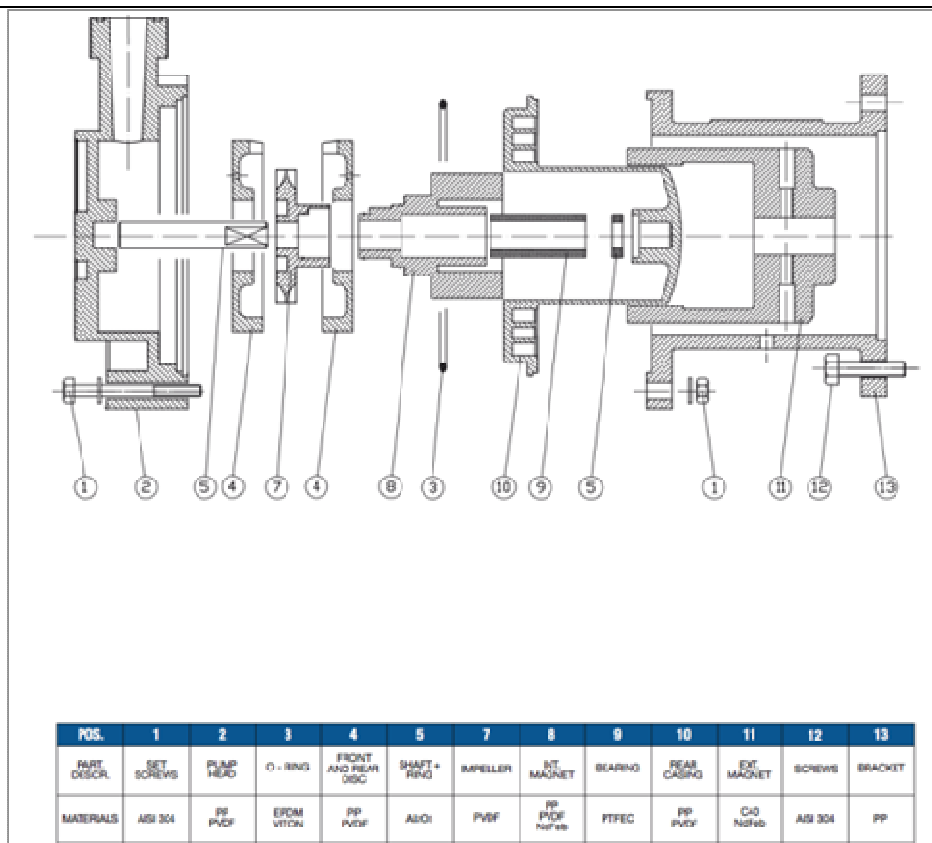 1 2 5 4 7 4 8 3 10 9 5 1 11 12 13
POS. 1 2 3 4 5 7 8 9 10 11 12 13
PART. DESCR. SET SCREWS PUMP HEAD O - RING FRONT AND REAR DISC SHAFT + RING IMPELLER INT. MAGNET BEARING REAR CASING EXT. MAGNET SCREWS BRACKET
MATERIALS AISI 304 PVDF EPDM VITON PP PVDF PVDF PP PVDF NdFeb PTFEC PP PVDF NdFeb AISI 304 PP